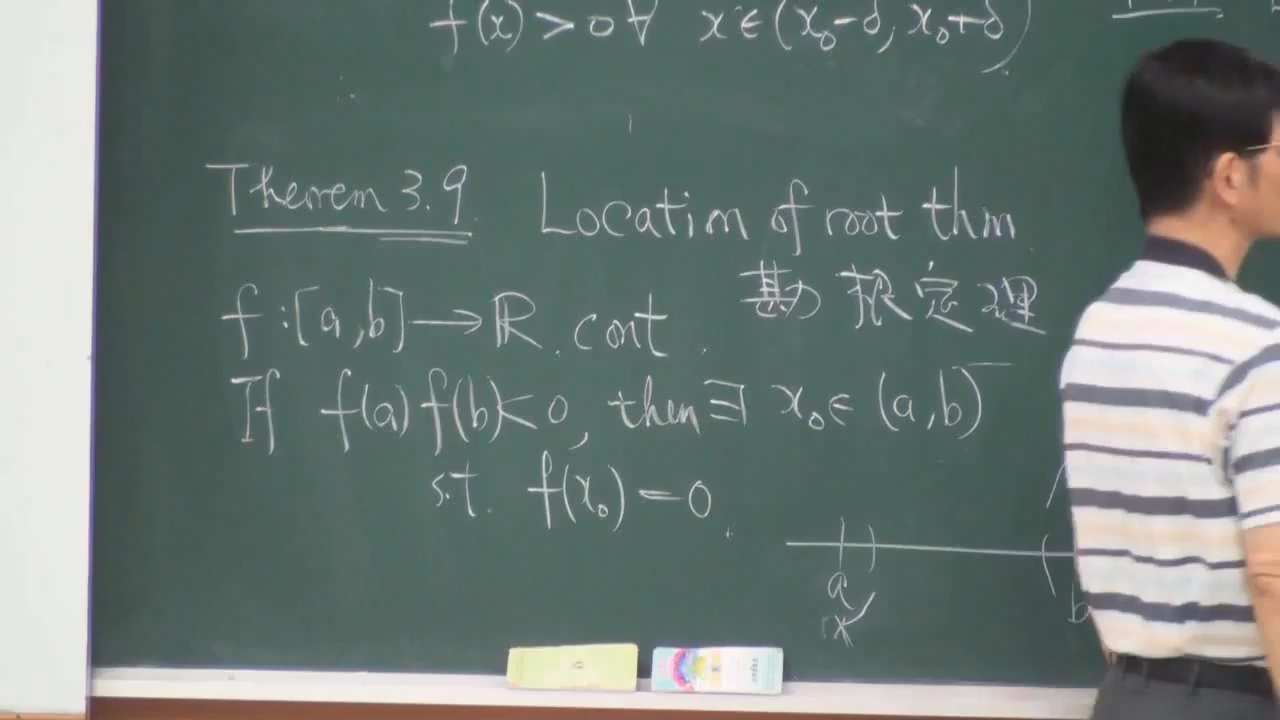 f(x) > 0 ∀ x ∈ (x₀-δ, x₀+δ)
Theorem 3.9. Location of root thm
勘根定理
f : [a,b] → ℝ. cont.
If f(a) f(b) < 0, then ∃ x₀ ∈ (a,b)
s.t. f(x₀) = 0
a b
x